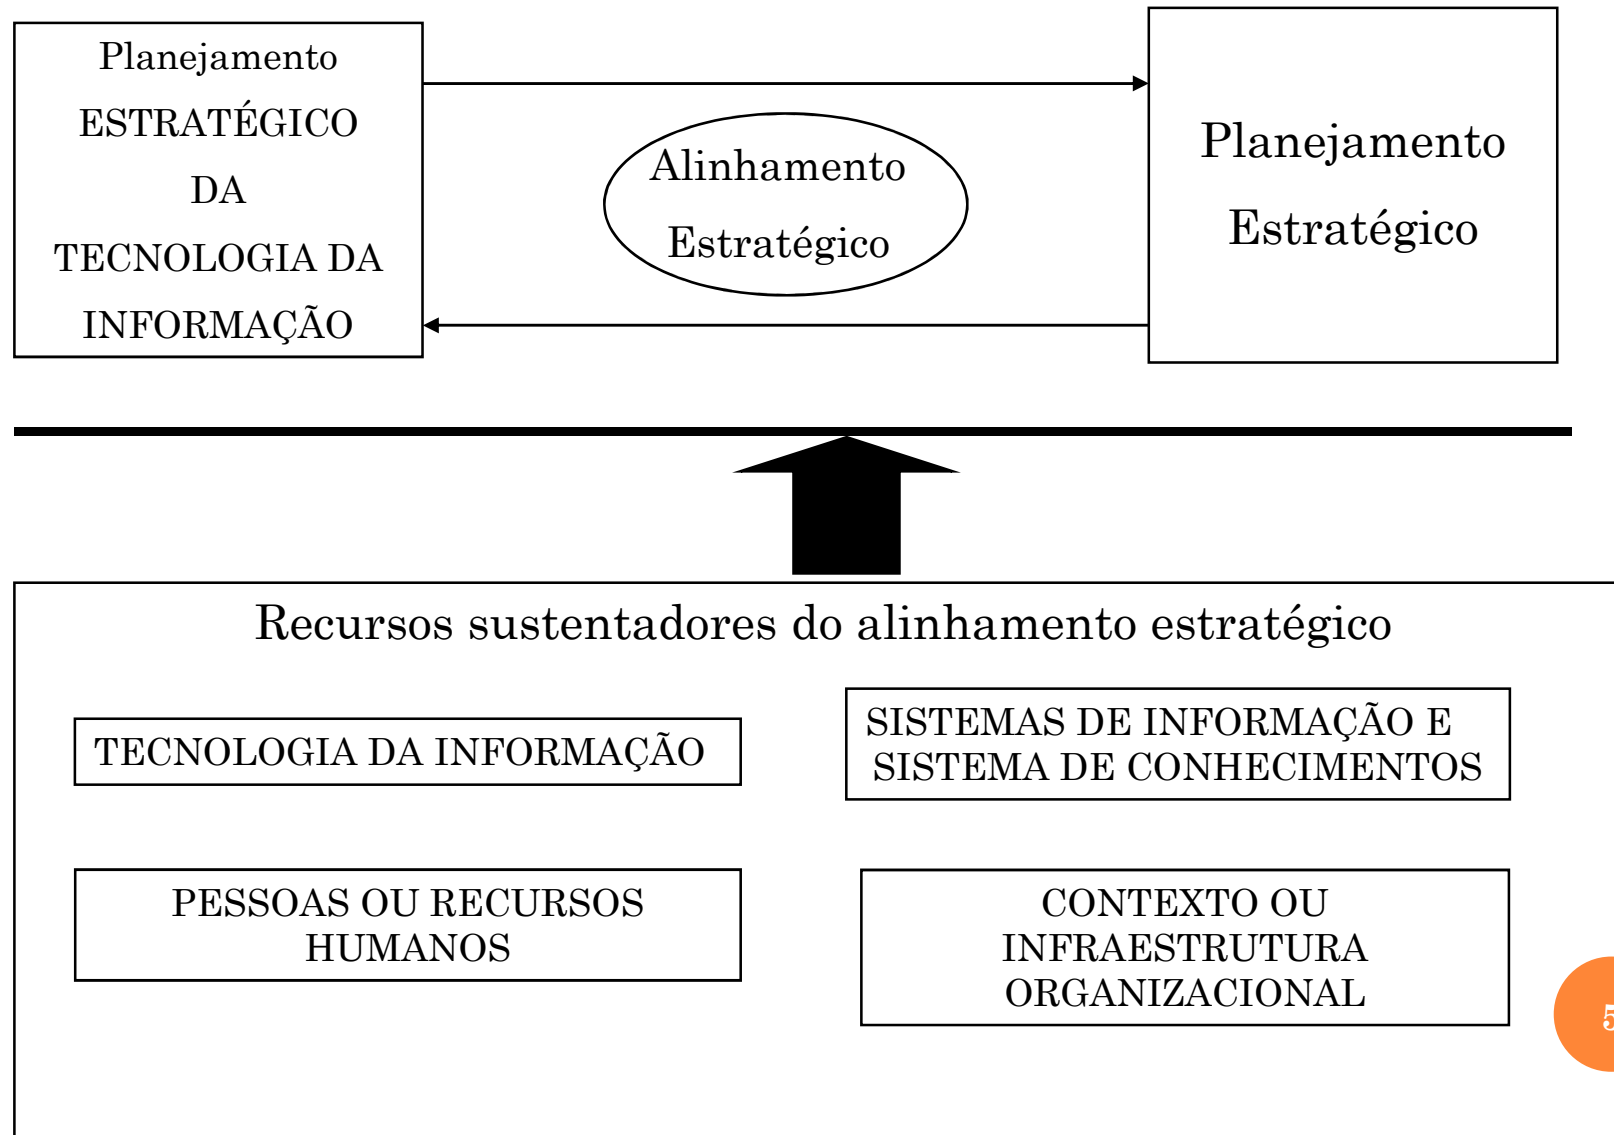 Planejamento
ESTRATÉGICO
DA
TECNOLOGIA DA
INFORMAÇÃO
Alinhamento
Estratégico
Planejamento
Estratégico
Recursos sustentadores do alinhamento estratégico
TECNOLOGIA DA INFORMAÇÃO
SISTEMAS DE INFORMAÇÃO E
SISTEMA DE CONHECIMENTOS
PESSOAS OU RECURSOS
HUMANOS
CONTEXTO OU
INFRAESTRUTURA
ORGANIZACIONAL